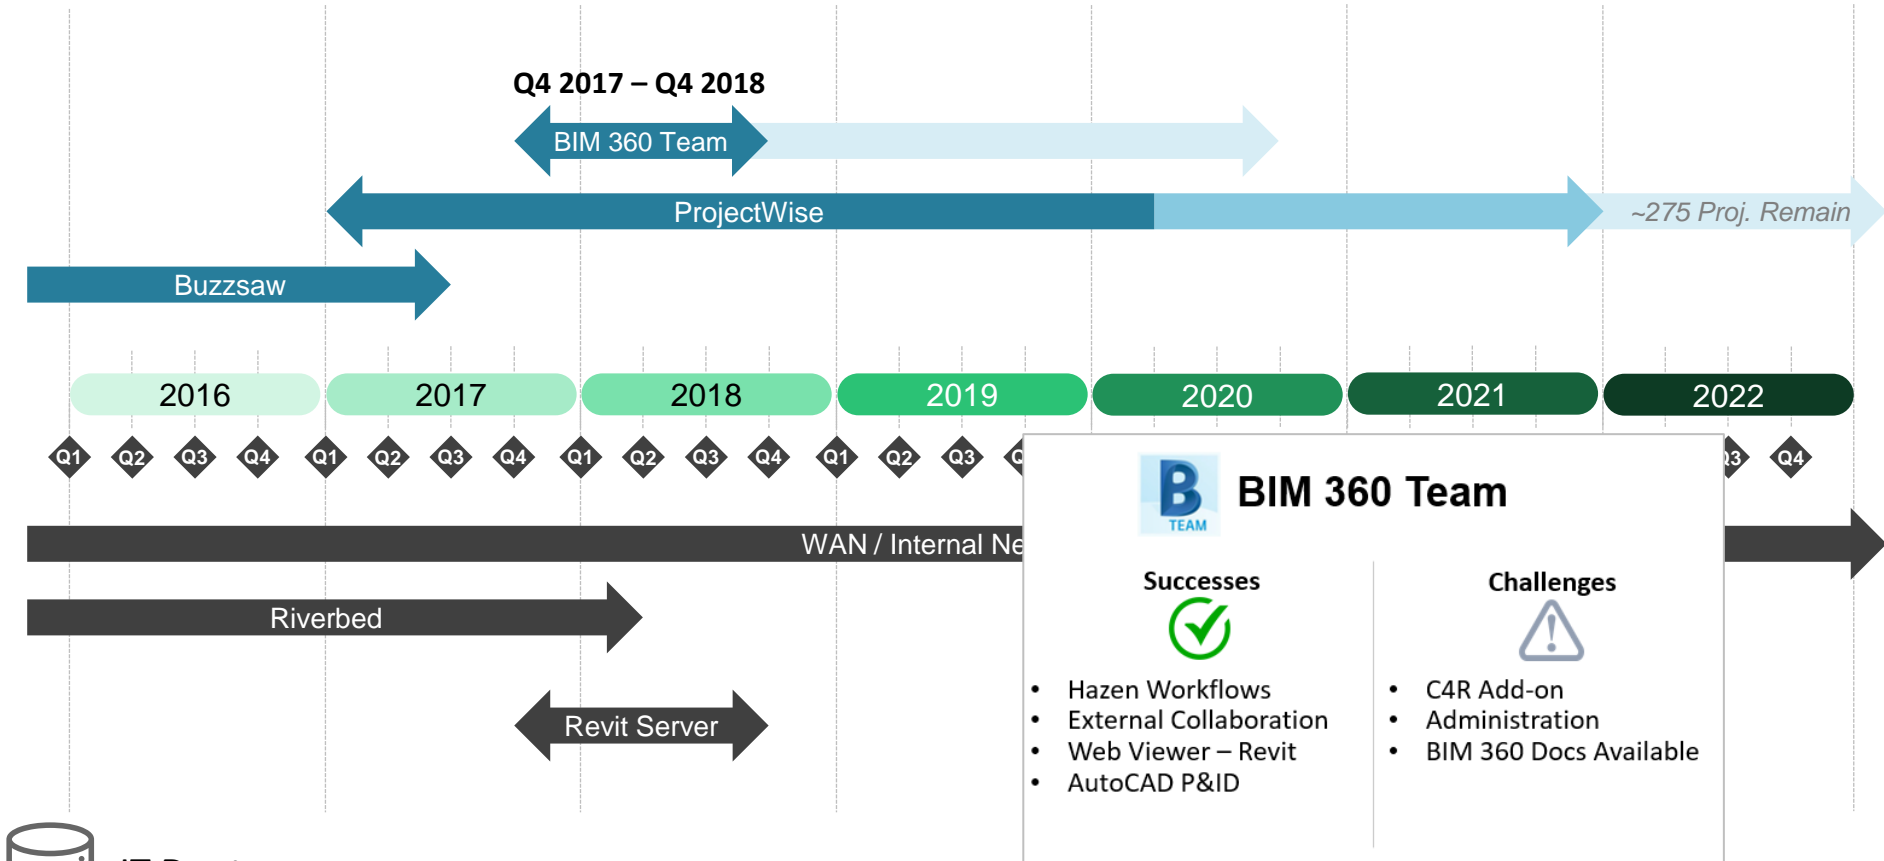 Q4 2017 – Q4 2018
BIM 360 Team
ProjectWise
~275 Proj. Remain
Buzzsaw
2016 2017 2018 2019 2020 2021 2022
Q1 Q2 Q3 Q4 Q1 Q2 Q3 Q4 Q1 Q2 Q3 Q4 Q1 Q2 Q3 Q4
B
TEAM
BIM 360 Team
WAN / Internal Ne
Riverbed
Revit Server
Successes
Hazen Workflows
External Collaboration
Web Viewer – Revit
AutoCAD P&ID
Challenges
C4R Add-on
Administration
BIM 360 Docs Available